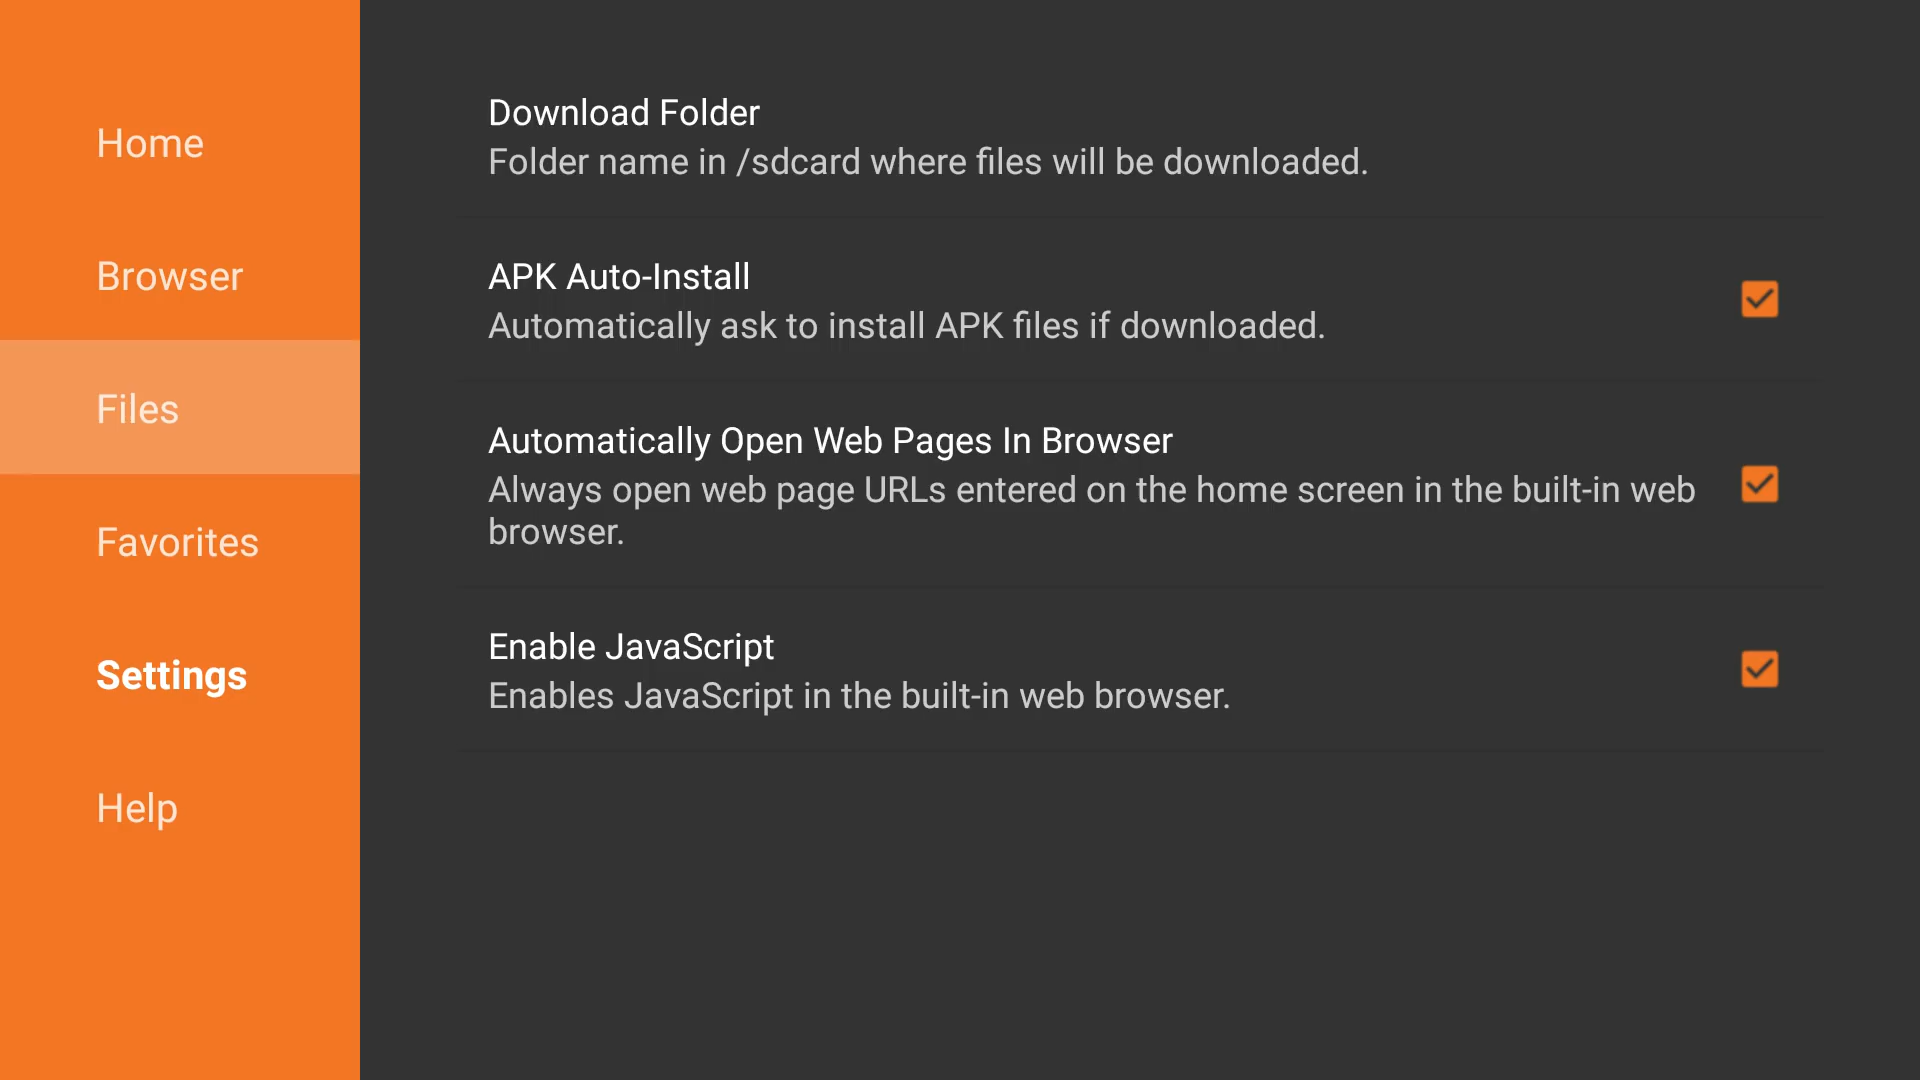 Home
Browser
Files
Favorites
Settings
Help
Download Folder
Folder name in /sdcard where files will be downloaded.
APK Auto-Install
Automatically ask to install APK files if downloaded.
Automatically Open Web Pages In Browser
Always open web page URLs entered on the home screen in the built-in web
browser.
Enable JavaScript
Enables JavaScript in the built-in web browser.